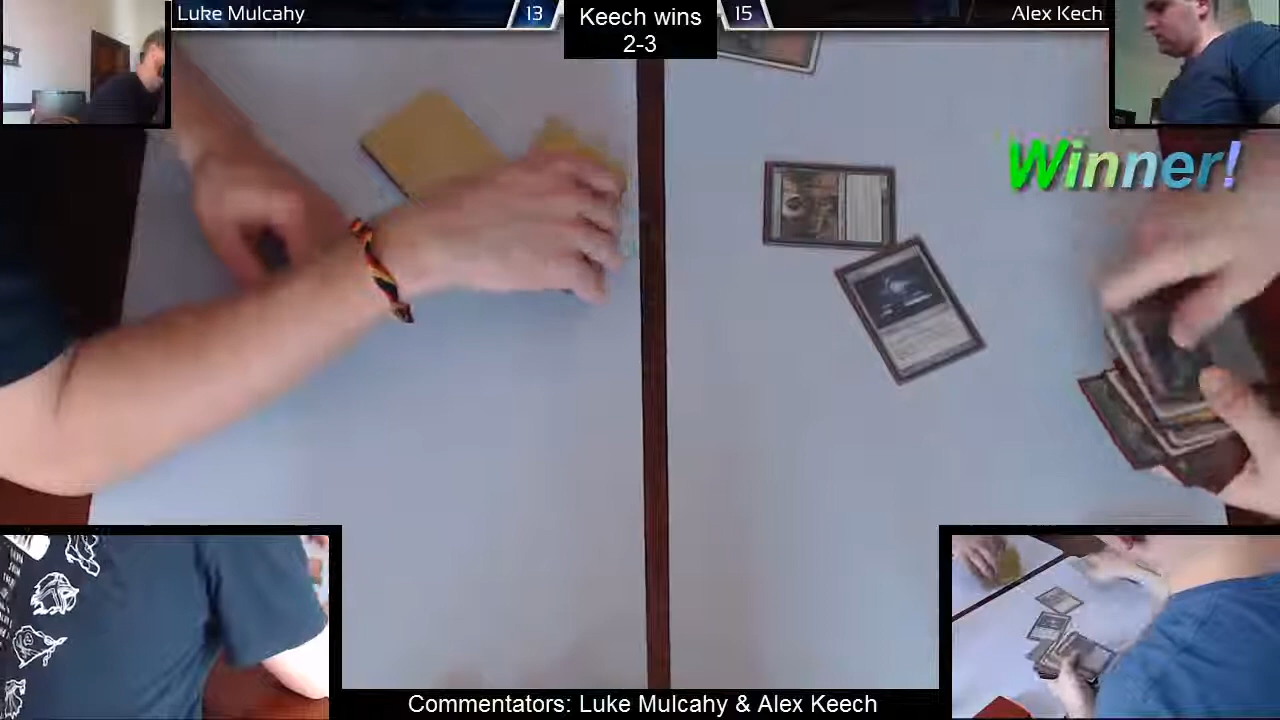 Luke Mulcahy
13
Keech wins
2-3
15
Alex Kech
Winner!
Commentators: Luke Mulcahy & Alex Keech